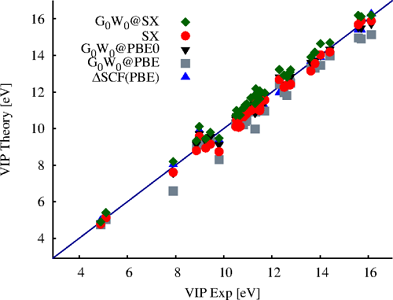 G0W0@SX
SX
G0W0@PBE0
G0W0@PBE
ΔSCF(PBE)
VIP Theory [eV]
16
14
12
10
8
6
4
4 6 8 10 12 14 16
VIP Exp [eV]